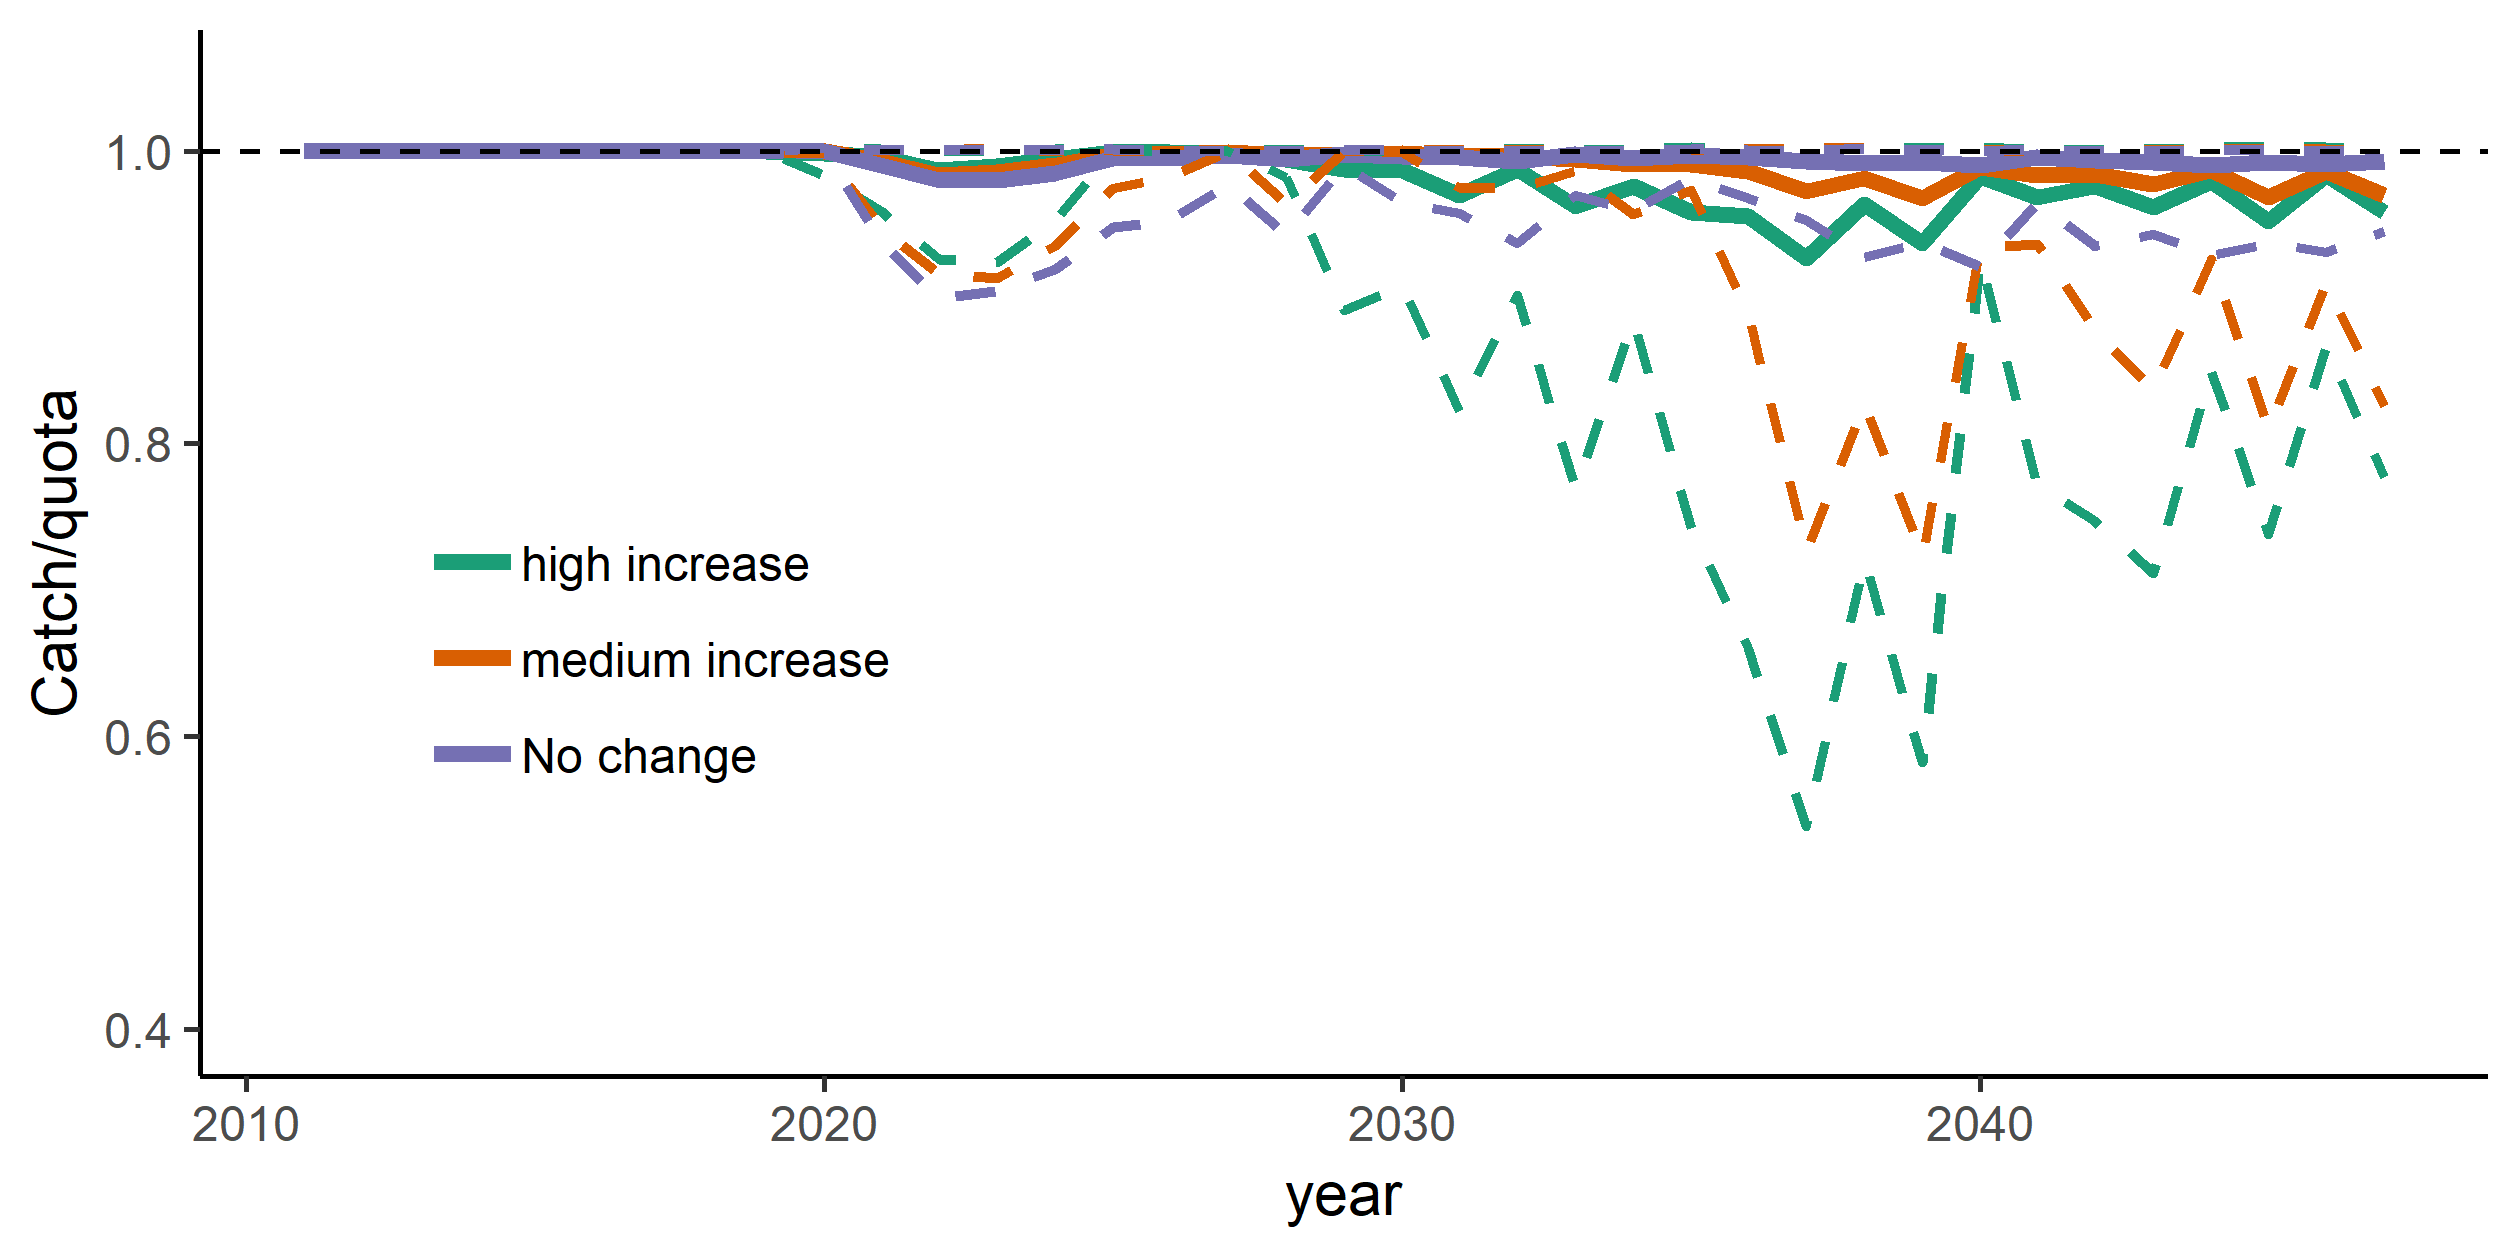 1.0
0.8
0.6
0.4
Catch/quota
high increase
medium increase
No change
2010 2020 2030 2040
year